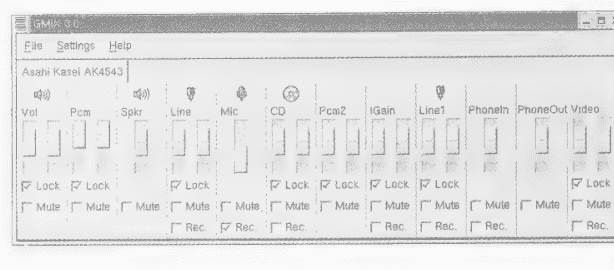 GMIX 3.0
File Settings Help
Asahi Kasei AK4543
Vol Pcm Spkr Line Mic CD Pcm2 IGain Line1 PhoneIn PhoneOut Video
Lock Lock Lock Lock Lock Lock Lock Lock
Mute Mute Mute Mute Mute Mute Mute Mute Mute Mute Mute Mute
Rec. Rec. Rec. Rec. Rec. Rec. Rec.